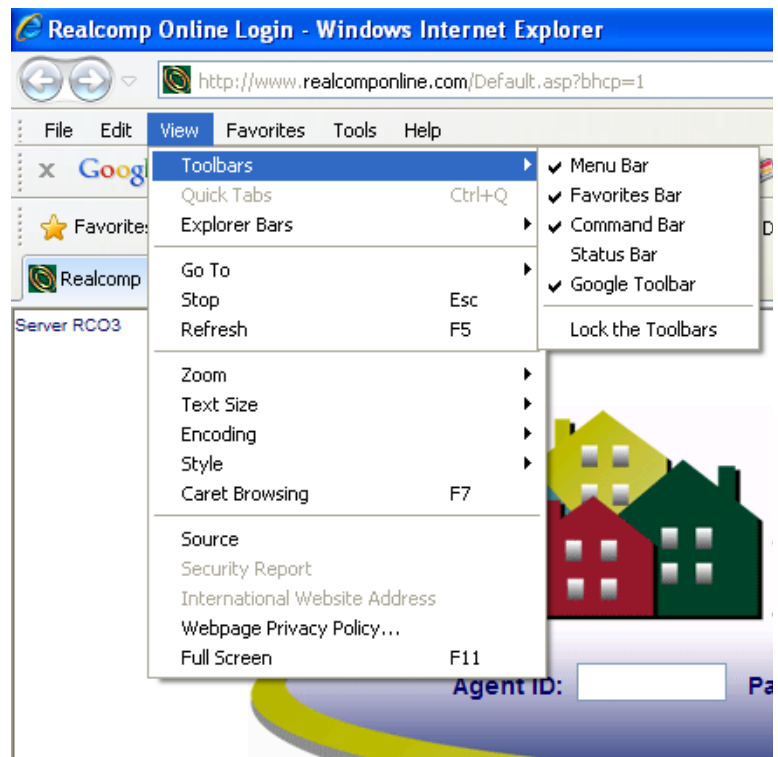 Realcomp Online Login - Windows Internet Explorer
http://www.realcomponline.com/Default.asp?bhcp=1
File Edit View Favorites Tools Help
x Googl
Toolbars
Quick Tabs Ctrl+Q
Explorer Bars
Go To
Stop Esc
Refresh F5
Zoom
Text Size
Encoding
Style
Caret Browsing F7
Source
Security Report
International Website Address
Webpage Privacy Policy...
Full Screen F11
Menu Bar
Favorites Bar
Command Bar
Status Bar
Google Toolbar
Lock the Toolbars
Favorite
Realcomp
Server RCO3
Agent ID: Pa